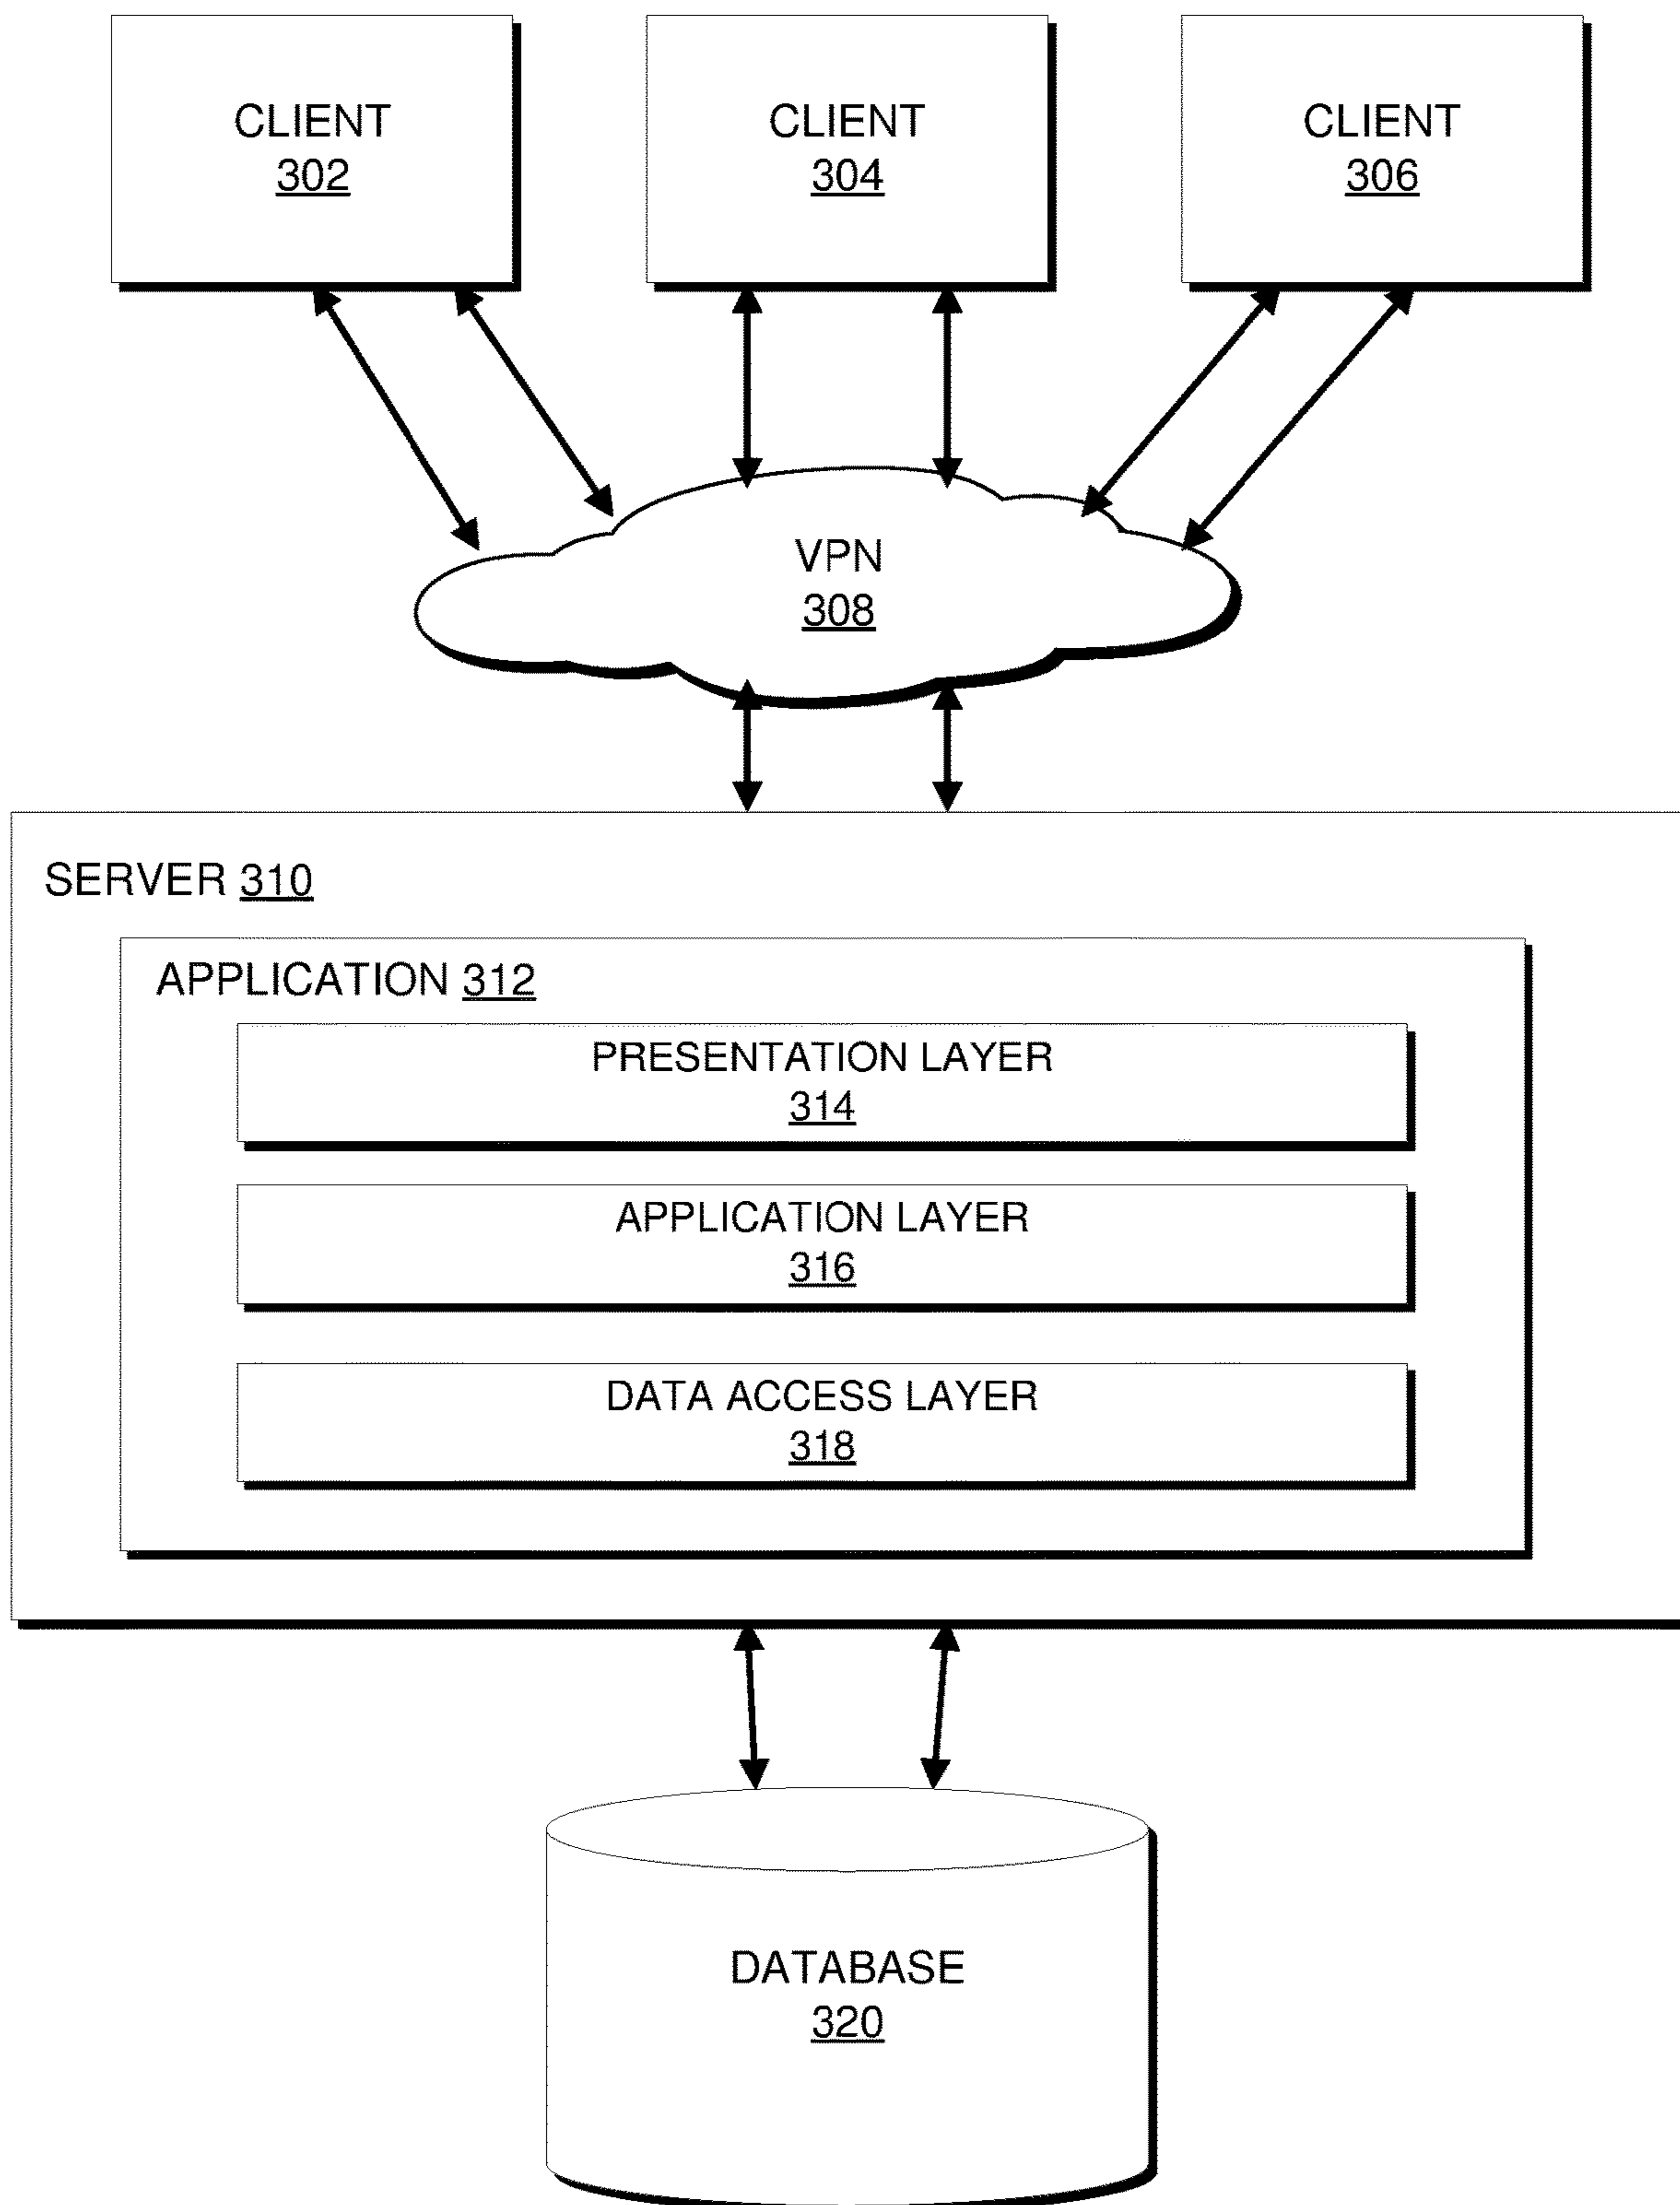 CLIENT
302
CLIENT
304
CLIENT
306
VPN
308
SERVER 310
APPLICATION 312
PRESENTATION LAYER
314
APPLICATION LAYER
316
DATA ACCESS LAYER
318
DATABASE
320